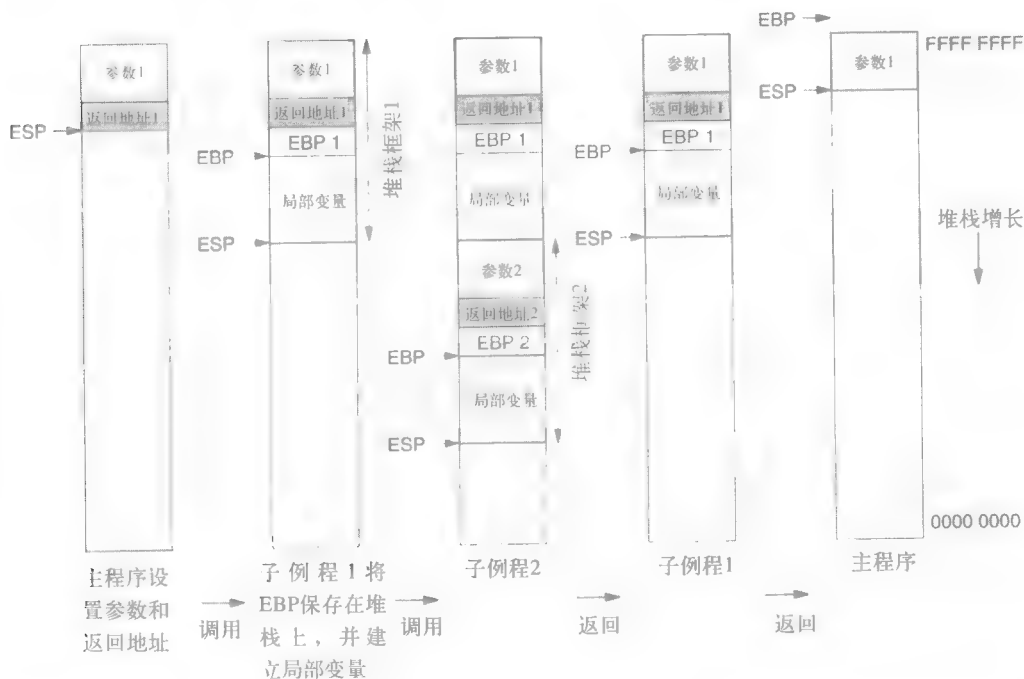 EBP
FFFF FFFF
参数1
参数1
参数1
参数1
参数1
返回地址1
返回地址1
返回地址1
返回地址1
ESP
ESP
EBP 1
EBP 1
EBP 1
堆栈框架1
EBP
EBP
局部变量
局部变量
局部变量
堆栈增长
ESP
ESP
参数2
返回地址2
堆栈框架2
EBP 2
EBP
局部变量
ESP
0000 0000
主程序设
置参数和
返回地址
调用
子例程1将
EBP保存在堆
栈上，并建
立局部变量
调用
子例程2
返回
子例程1
返回
主程序